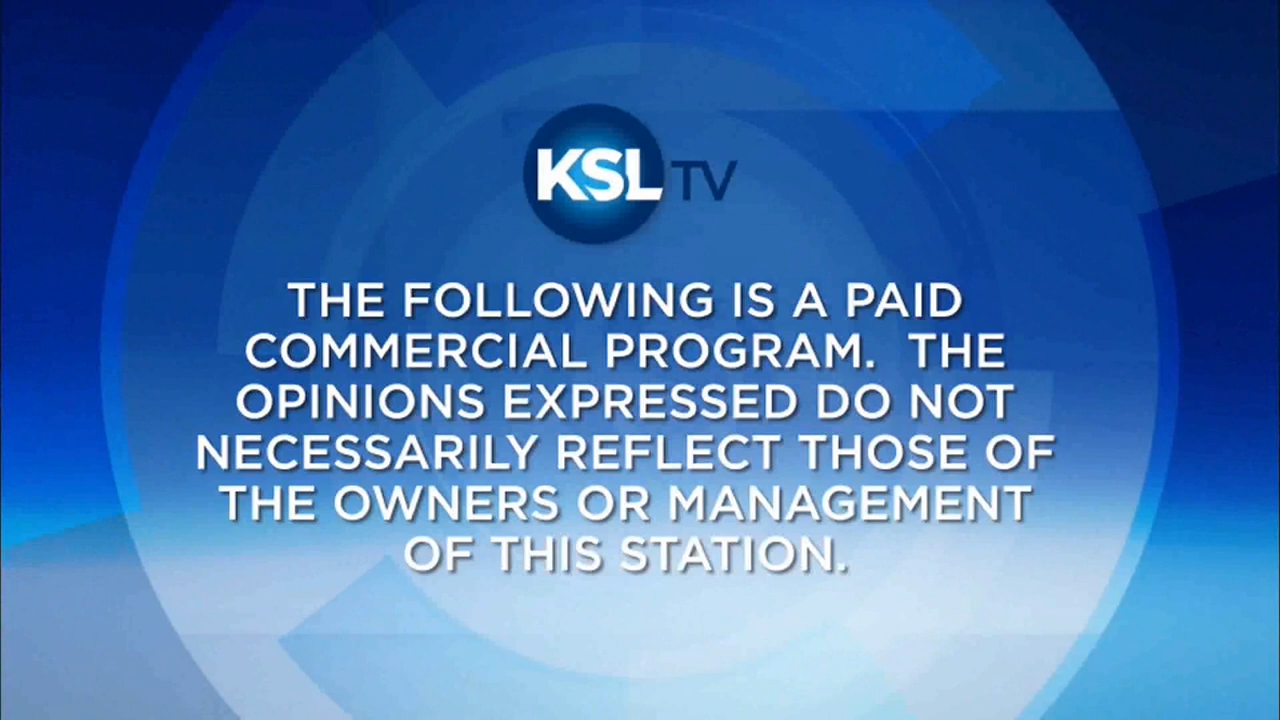 KSL TV
THE FOLLOWING IS A PAID
COMMERCIAL PROGRAM. THE
OPINIONS EXPRESSED DO NOT
NECESSARILY REFLECT THOSE OF
THE OWNERS OR MANAGEMENT
OF THIS STATION.